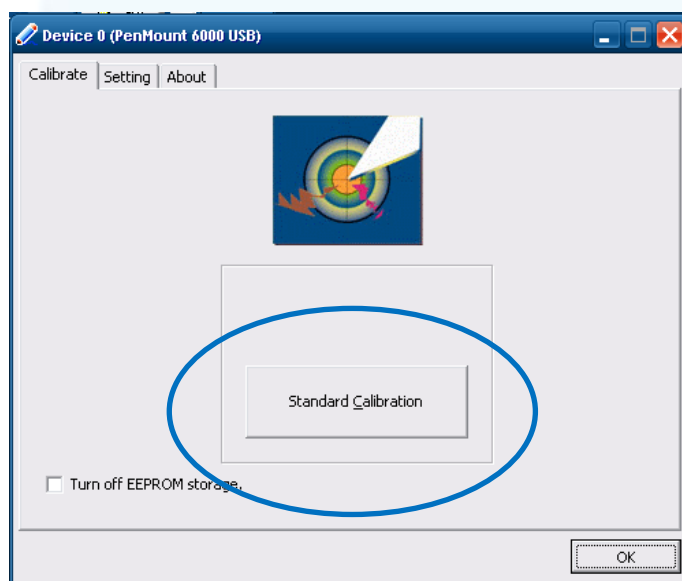 Device 0 (PenMount 6000 USB)
Calibrate Setting About
Standard Calibration
Turn off EEPROM storage.
OK